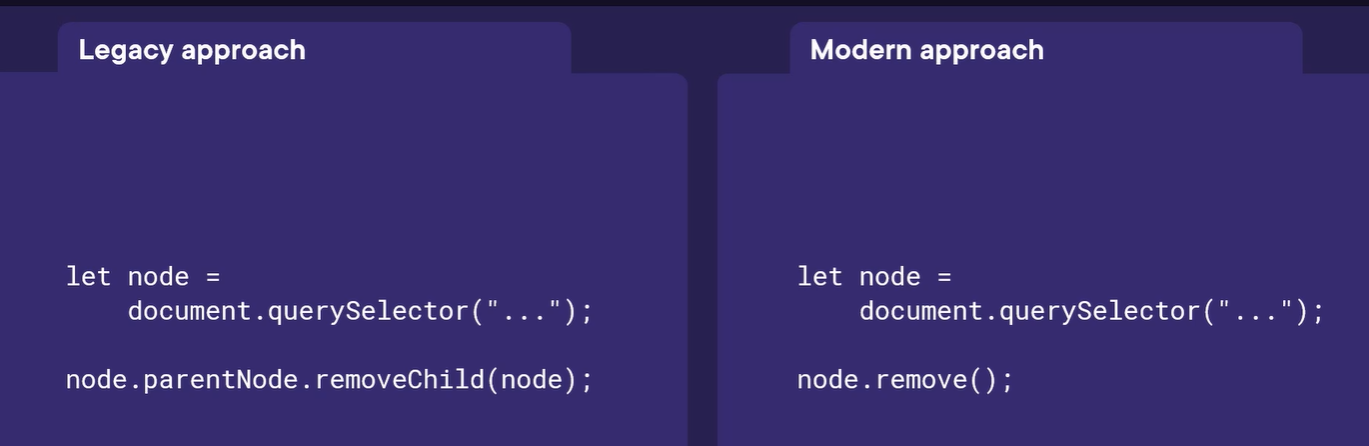 Legacy approach
let node =
    document.querySelector("...");
node.parentNode.removeChild(node);
Modern approach
let node =
    document.querySelector("...");
node.remove();